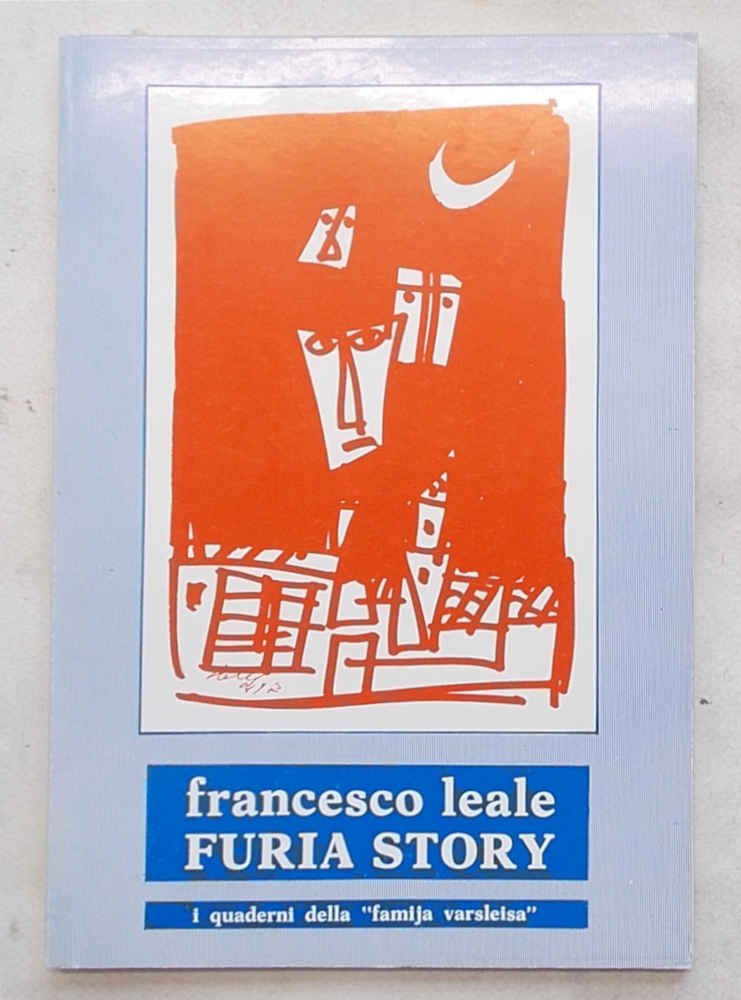 francesco leale
FURIA STORY
i quaderni della "famija varsleisa"